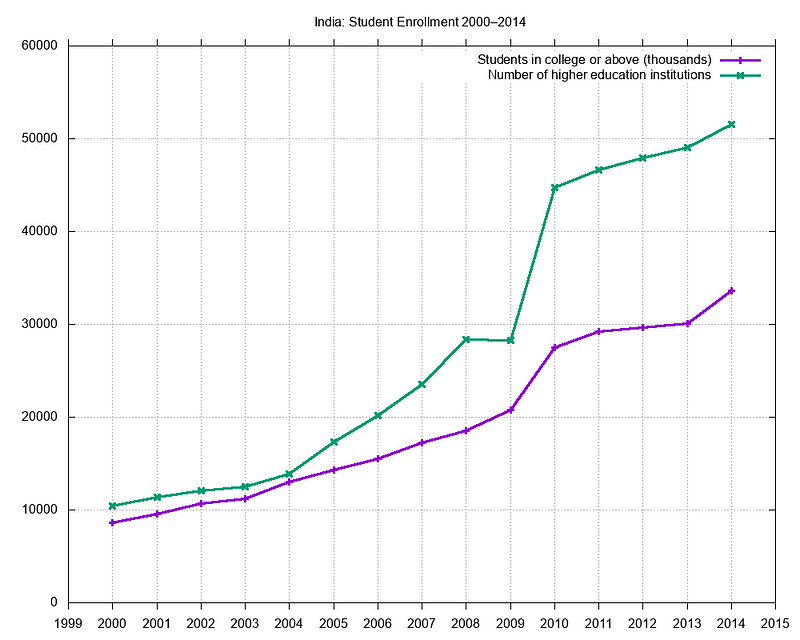 India: Student Enrollment 2000–2014
60000
50000
40000
30000
20000
10000
0
Students in college or above (thousands)
Number of higher education institutions
1999 2000 2001 2002 2003 2004 2005 2006 2007 2008 2009 2010 2011 2012 2013 2014 2015